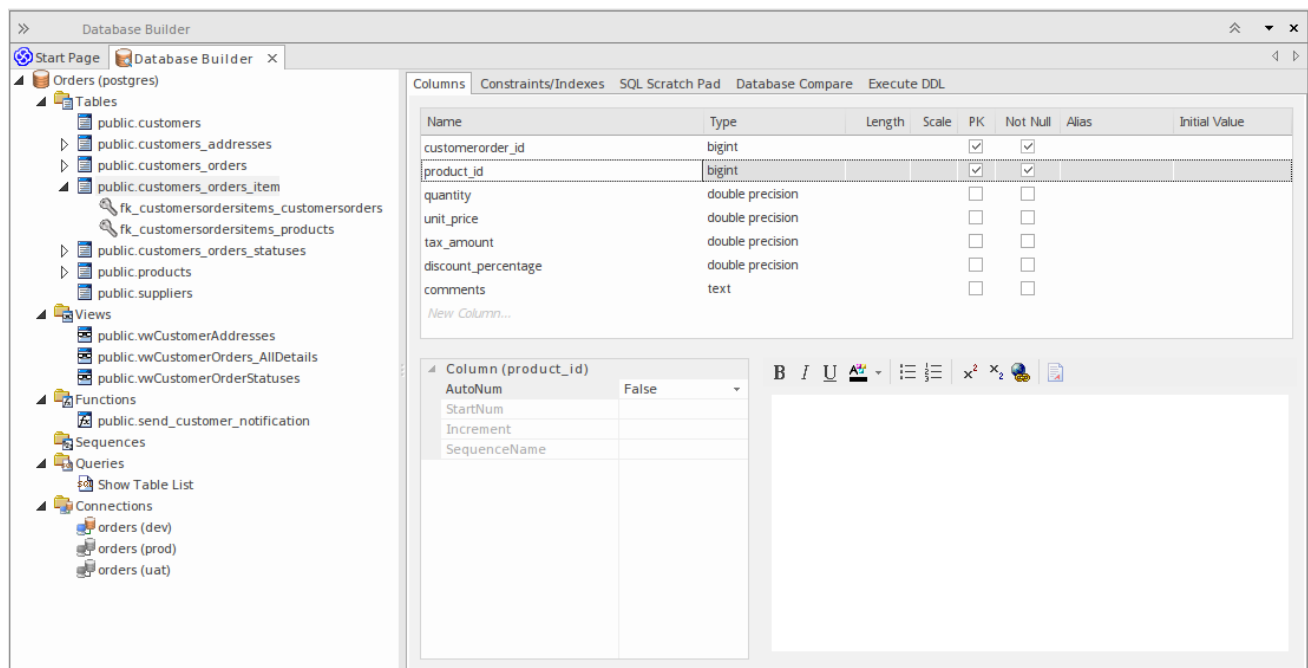 Database Builder
Start Page Database Builder
Orders (postgres)
Tables
public.customers
public.customers_addresses
public.customers_orders
public.customers_orders_item
fk_customersordersitems_customersorders
fk_customersordersitems_products
public.customers_orders_statuses
public.products
public.suppliers
Views
public.vwCustomerAddresses
public.vwCustomerOrders_AllDetails
public.vwCustomerOrderStatuses
Functions
public.send_customer_notification
Sequences
Queries
Show Table List
Connections
orders (dev)
orders (prod)
orders (uat)
Columns Constraints/Indexes SQL Scratch Pad Database Compare Execute DDL
Name Type Length Scale PK Not Null Alias Initial Value
customerorder_id bigint
product_id bigint
quantity double precision
unit_price double precision
tax_amount double precision
discount_percentage double precision
comments text
New Column...
Column (product_id)
AutoNum False
StartNum
Increment
SequenceName
B I U A x² x₂